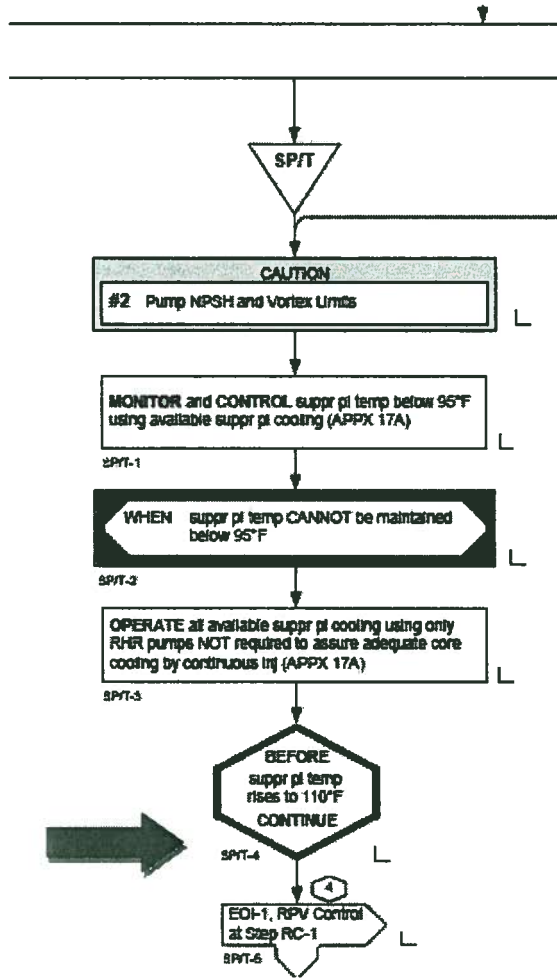 SP/T
CAUTION
#2 Pump NPSH and Vortex Limits
MONITOR and CONTROL suppr pl temp below 95°F
using available suppr pl cooling (APPX 17A)
SP/T-1
WHEN suppr pl temp CANNOT be maintained
below 95°F
SP/T-2
OPERATE all available suppr pl cooling using only
RHR pumps NOT required to assure adequate core
cooling by continuous inj (APPX 17A)
SP/T-3
BEFORE
suppr pl temp
rises to 110°F
CONTINUE
SP/T-4
4
EOI-1, RPV Control
at Step RC-1
SP/T-5